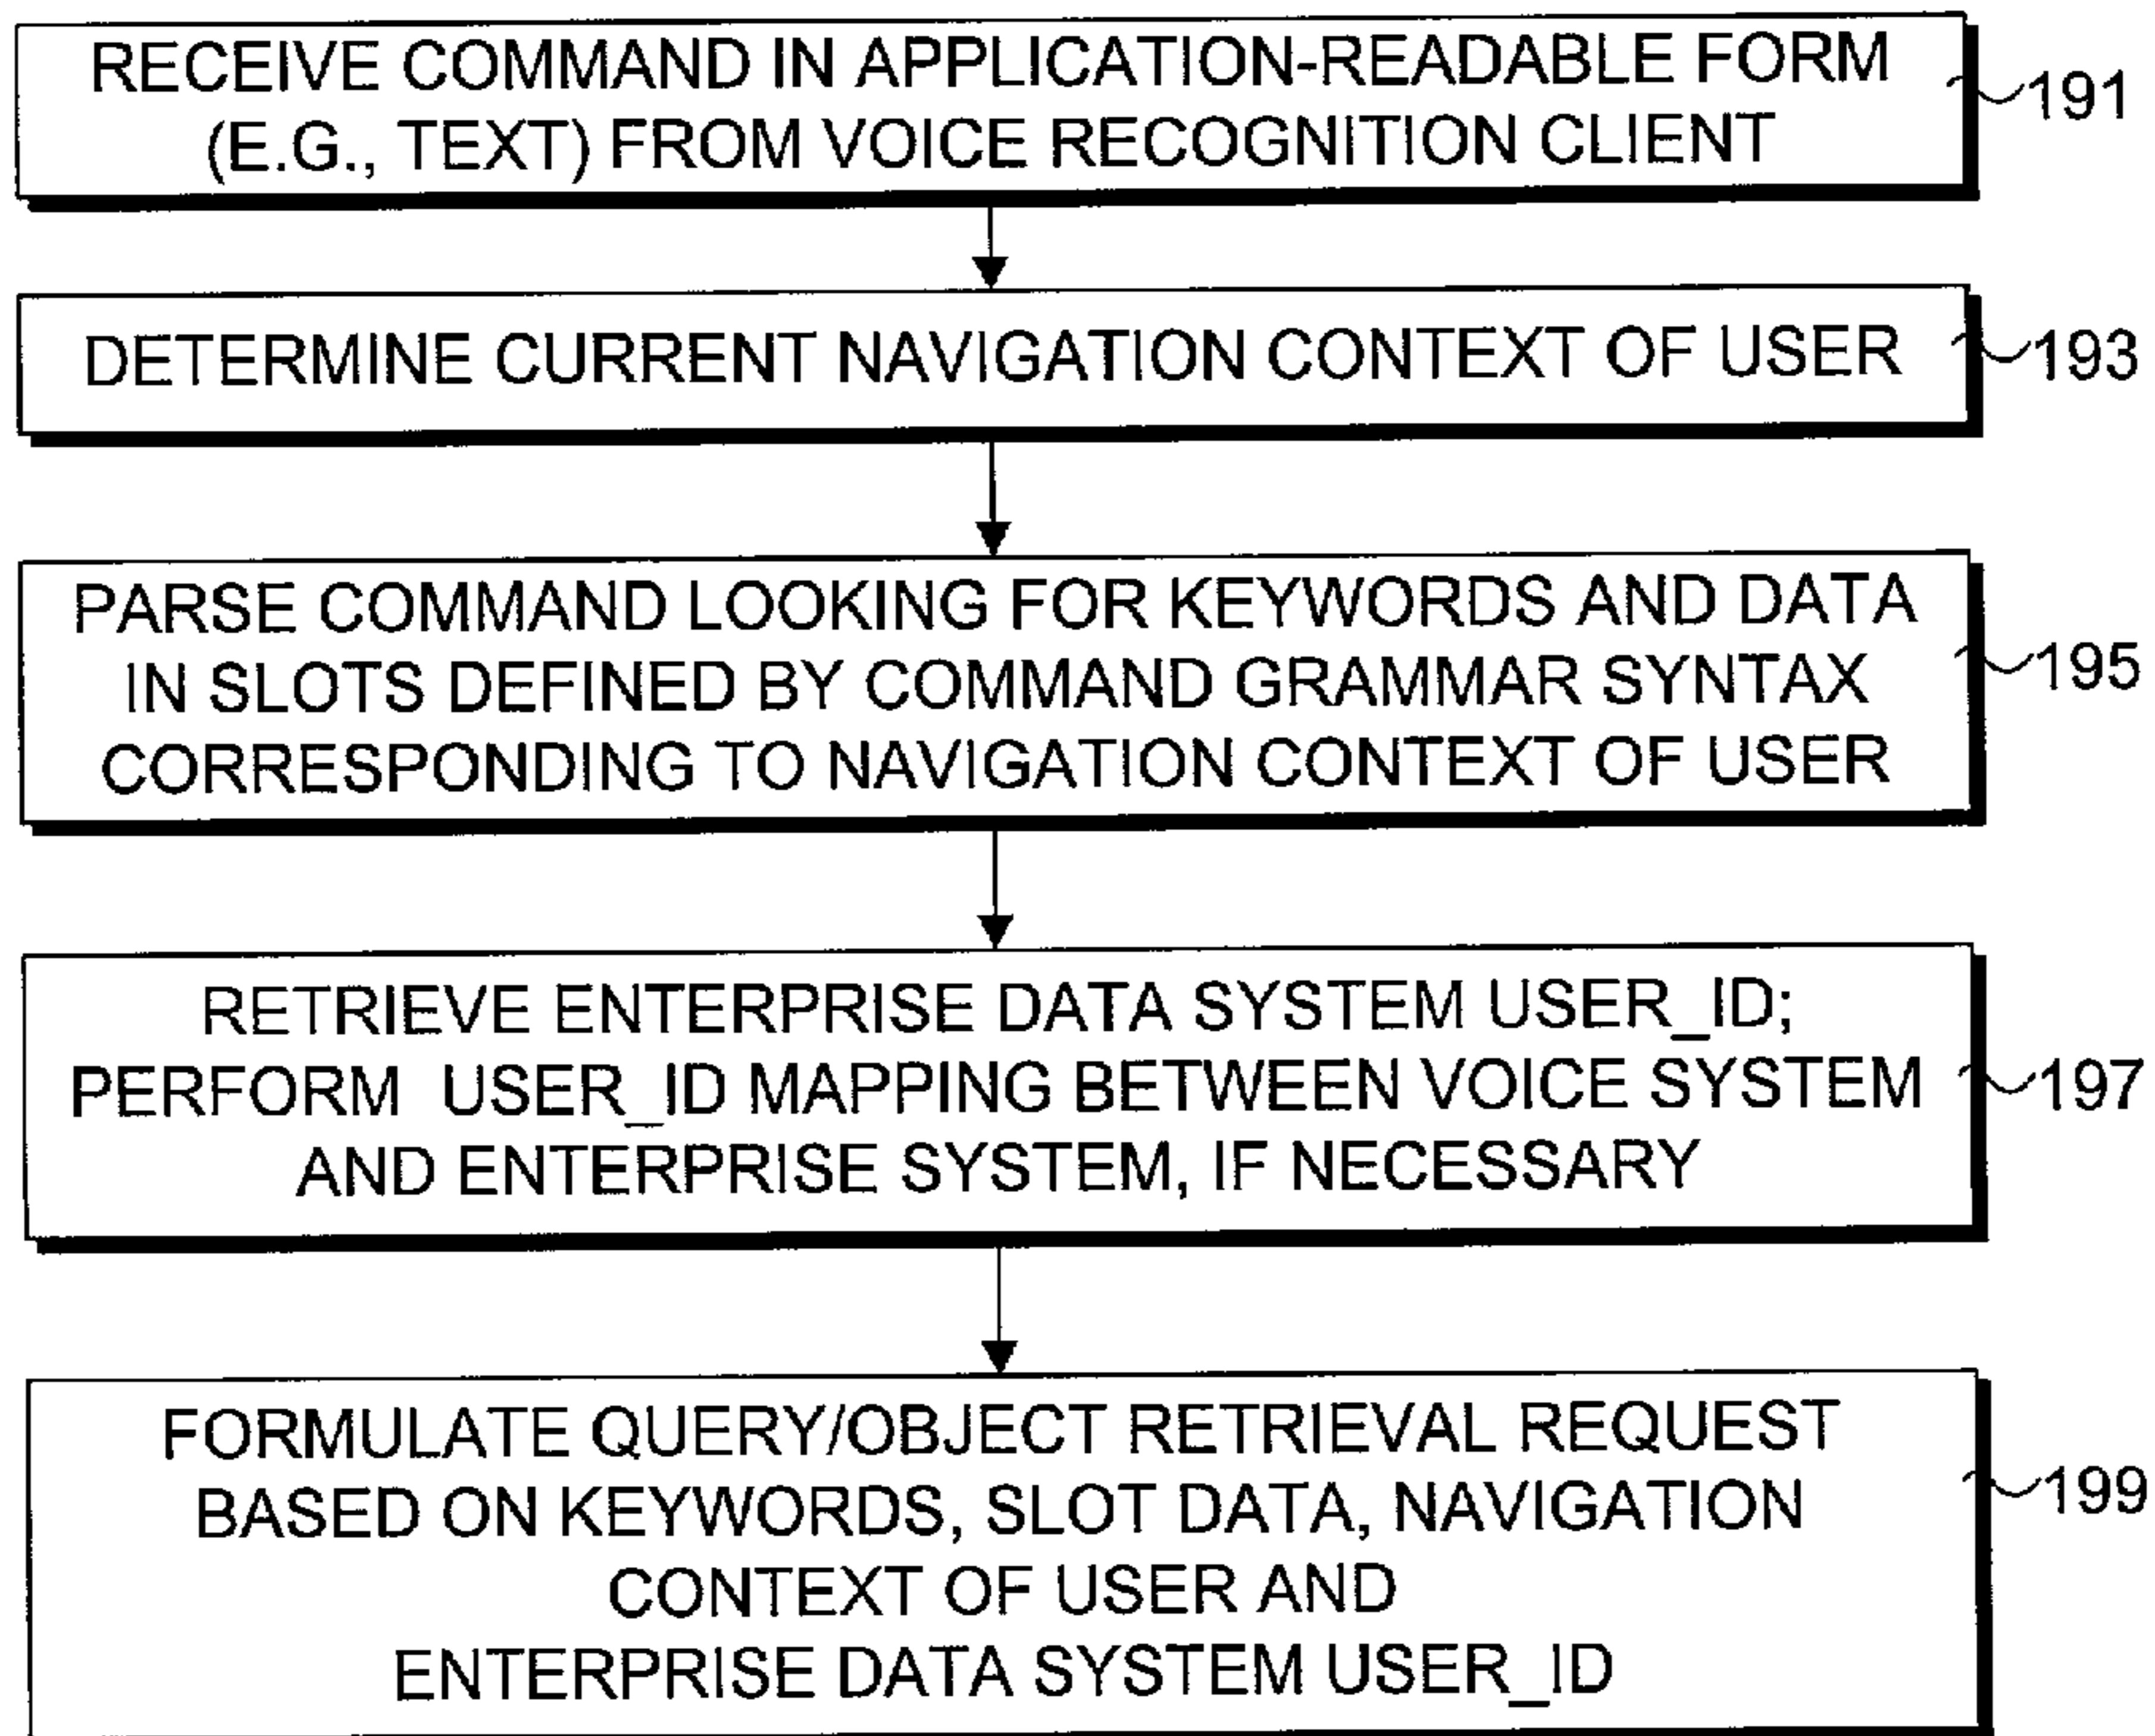 RECEIVE COMMAND IN APPLICATION-READABLE FORM
(E.G., TEXT) FROM VOICE RECOGNITION CLIENT
191
DETERMINE CURRENT NAVIGATION CONTEXT OF USER
193
PARSE COMMAND LOOKING FOR KEYWORDS AND DATA
IN SLOTS DEFINED BY COMMAND GRAMMAR SYNTAX
CORRESPONDING TO NAVIGATION CONTEXT OF USER
195
RETRIEVE ENTERPRISE DATA SYSTEM USER_ID;
PERFORM USER_ID MAPPING BETWEEN VOICE SYSTEM
AND ENTERPRISE SYSTEM, IF NECESSARY
197
FORMULATE QUERY/OBJECT RETRIEVAL REQUEST
BASED ON KEYWORDS, SLOT DATA, NAVIGATION
CONTEXT OF USER AND
ENTERPRISE DATA SYSTEM USER_ID
199